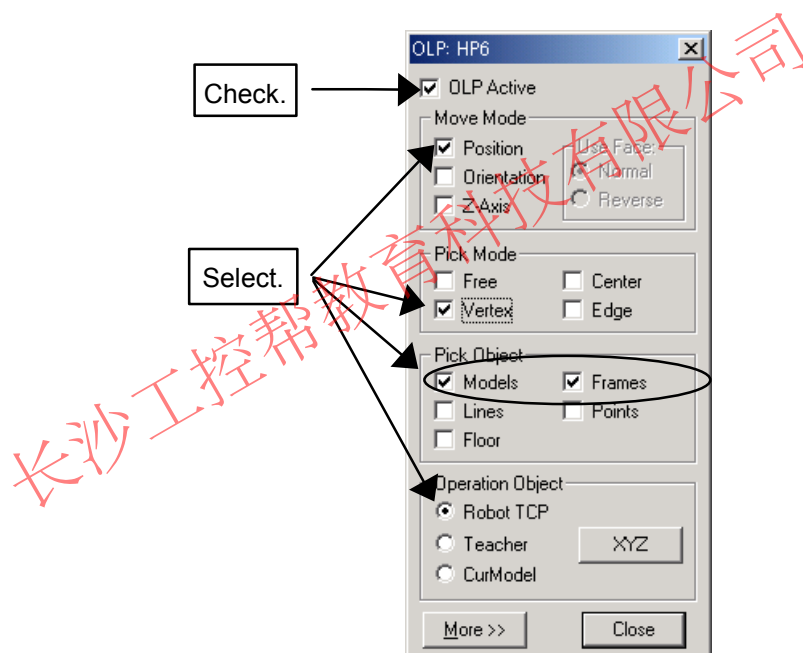 OLP: HP6
Check.
OLP Active
Move Mode
Position
Use Face:
Orientation
Normal
Z-Axis
Reverse
Select.
Pick Mode
Free
Center
Vertex
Edge
Pick Object
Models
Frames
Lines
Points
Floor
Operation Object
Robot TCP
Teacher
XYZ
CurModel
More >>
Close
长沙工控帮教育科技有限公司